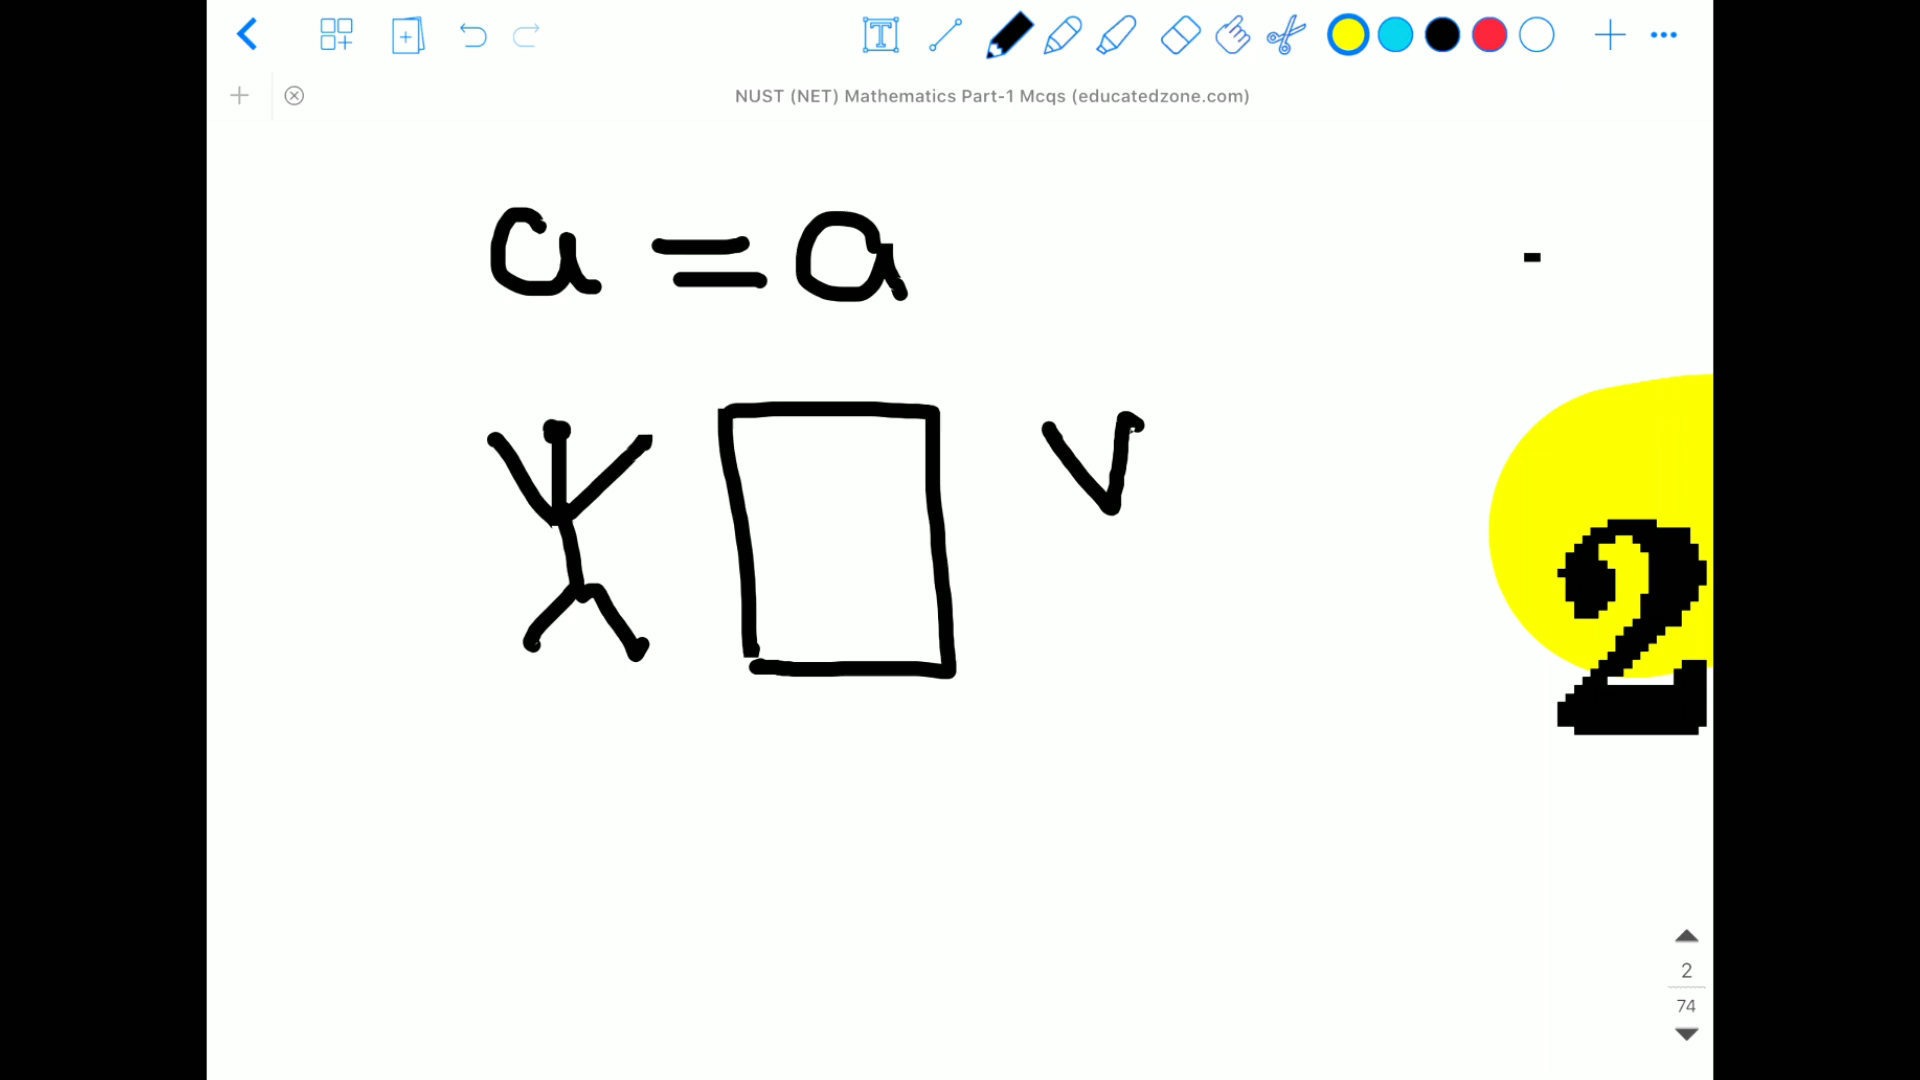 NUST (NET) Mathematics Part-1 Mcqs (educatedzone.com)
a = a
2
2
74